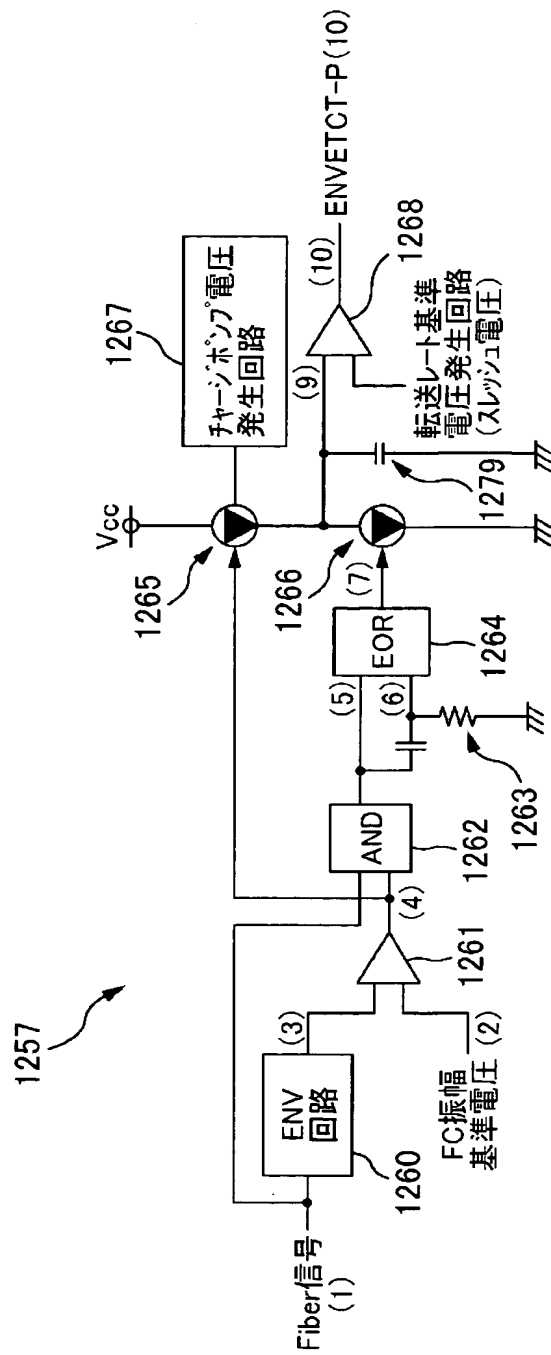 1257
Fiber信号
(1)
1260
ENV
回路
(3)
(2)
FC振幅
基準電圧
1261
(4)
AND
1262
(5)
(6)
1263
EOR
1264
(7)
1265
1266
Vcc
1267
チャージポンプ電圧
発生回路
(9)
1279
転送レート基準
電圧発生回路
(スレッシュ電圧)
1268
(10)
ENVETCT-P(10)